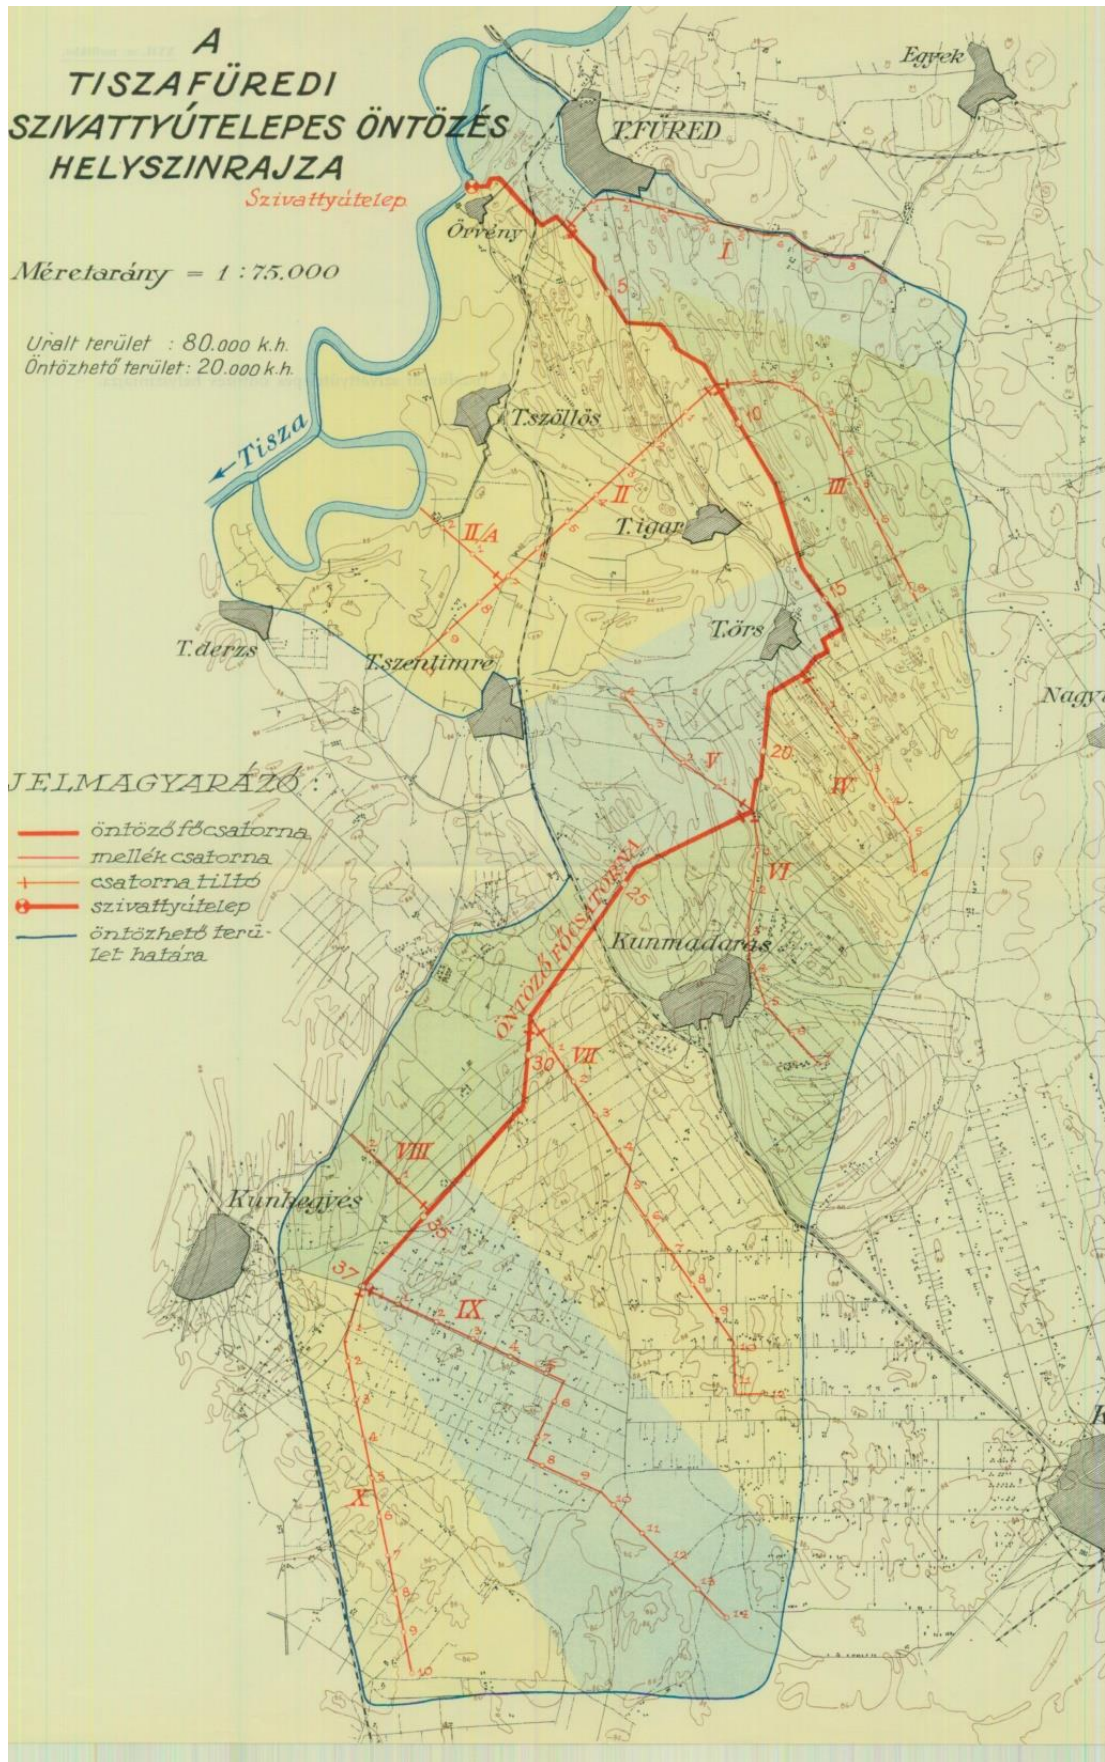 A
TISZAFÜREDI
SZIVATTYÚTELEPES ÖNTÖZÉS
HELYSZINRAJZA
Szivattyútelep
Méretarány = 1:75.000
Uralt terület : 80.000 k.h.
Öntözhető terület: 20.000 k.h.
Egyek
T.FÜRED
Örvény
I
5
T.szöllős
10
←Tisza
II
III
T.igar
II/A
15
T.derzs
T.szentimre
T.örs
V
20
IV
JELMAGYARÁZÓ:
öntöző főcsatorna
mellék csatorna
csatorna tiltó
szivattyútelep
öntözhető terü-
let határa
VI
25
ÖNTÖZŐ FŐCSATORNA
Kunmadaras
30
VII
VIII
Kunhegyes
35
37
IX
X